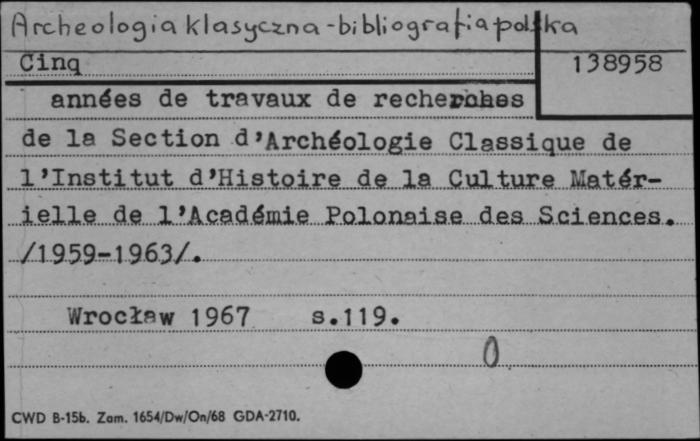 Archeologia klasyczna - bibliografia polska
Cinq 138958
années de travaux de recherches
de la Section d'Archéologie Classique de
l'Institut d'Histoire de la Culture Matér-
ielle de l'Académie Polonaise des Sciences.
/1959-1963/.
Wrocław 1967 s.119.
0
CWD B-15b. Zam. 1654/Dw/On/68 GDA-2710.